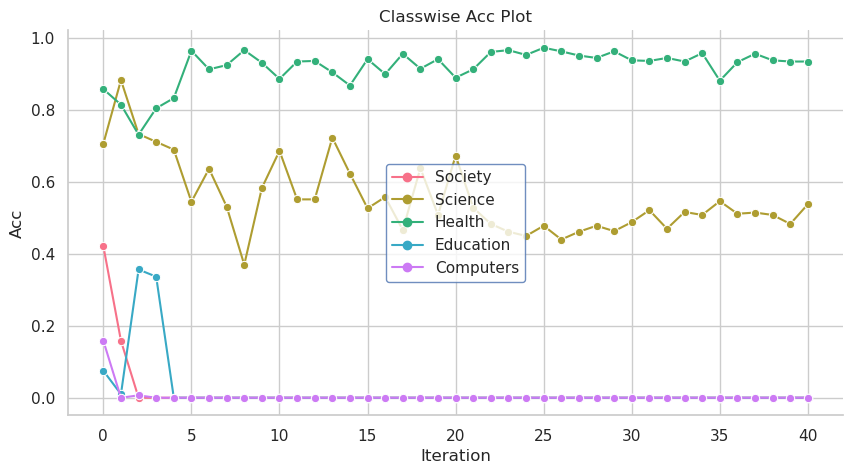 Classwise Acc Plot
1.0
0.8
0.6
0.4
0.2
0.0
Acc
Society
Science
Health
Education
Computers
0 5 10 15 20 25 30 35 40
Iteration